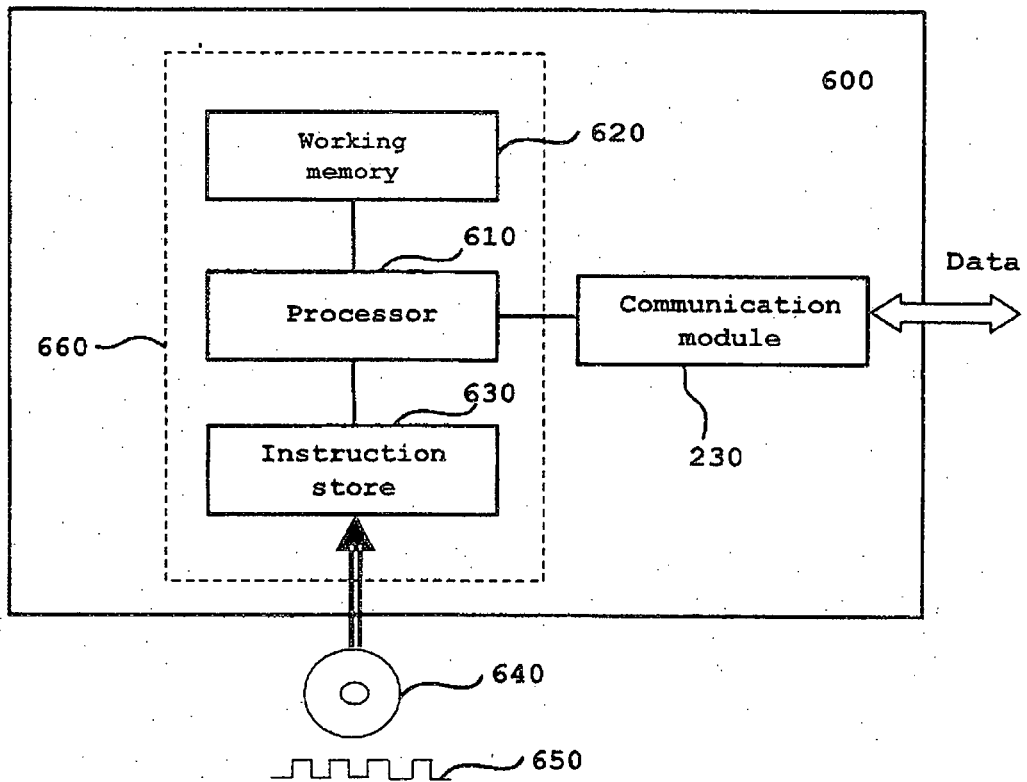 600
Working
memory
620
610
Processor
Communication
module
Data
660
630
Instruction
store
230
640
650